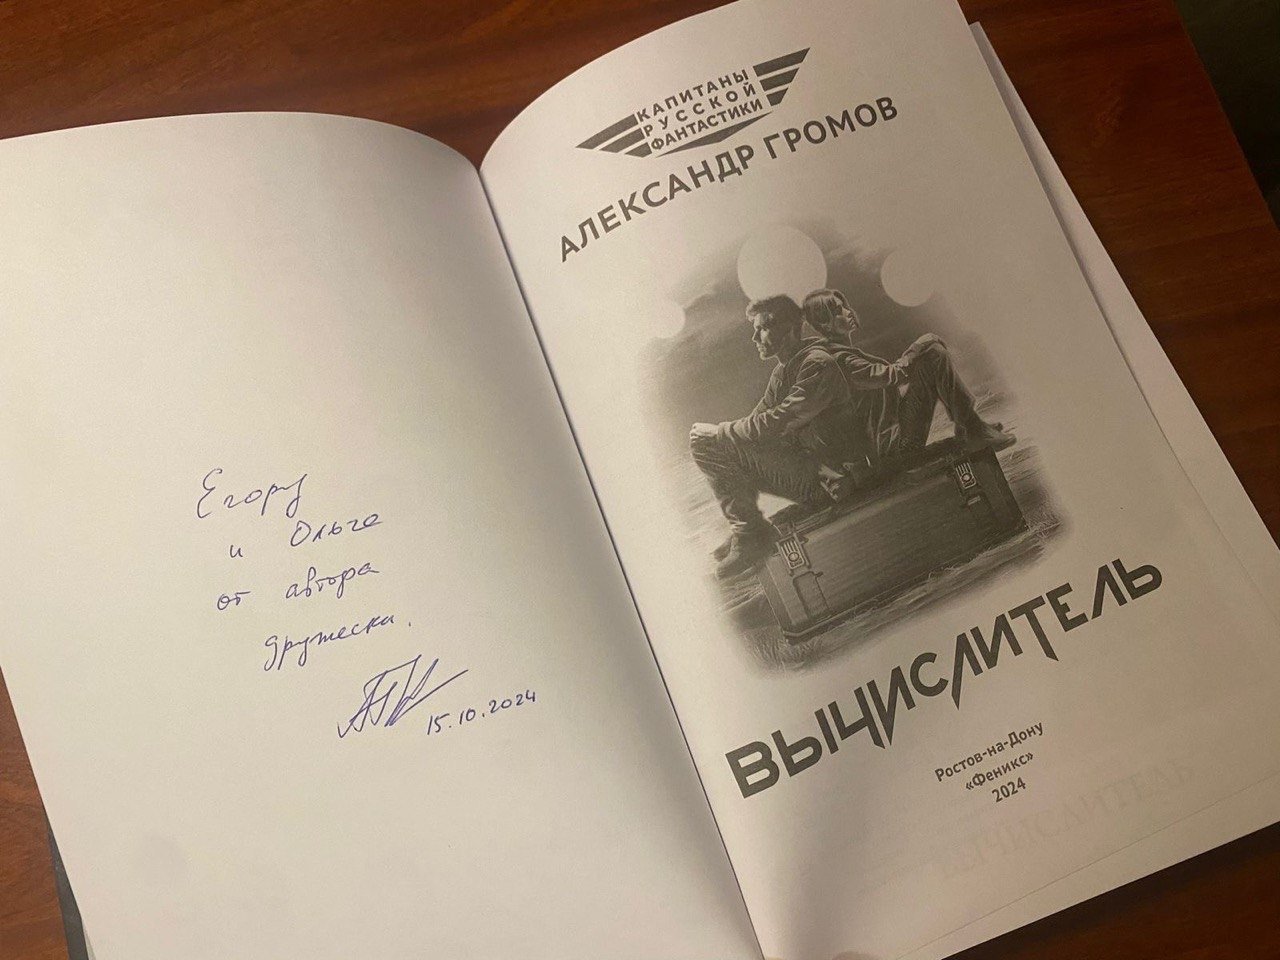 Егору
и Ольге
от автора
дружески.
15.10.2024
КАПИТАНЫ
РУССКОЙ
ФАНТАСТИКИ
АЛЕКСАНДР ГРОМОВ
ВЫЧИСЛИТЕЛЬ
Ростов-на-Дону
«Феникс»
2024